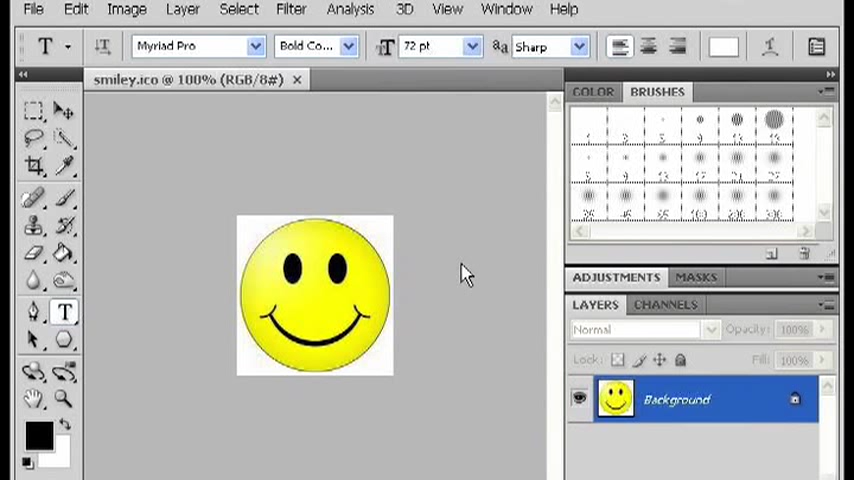 File Edit Image Layer Select Filter Analysis 3D View Window Help
T Myriad Pro Bold Co... 72 pt aa Sharp
smiley.ico @ 100% (RGB/8#) ×
COLOR BRUSHES
ADJUSTMENTS MASKS
LAYERS CHANNELS
Normal Opacity: 100%
Lock: Fill: 100%
Background